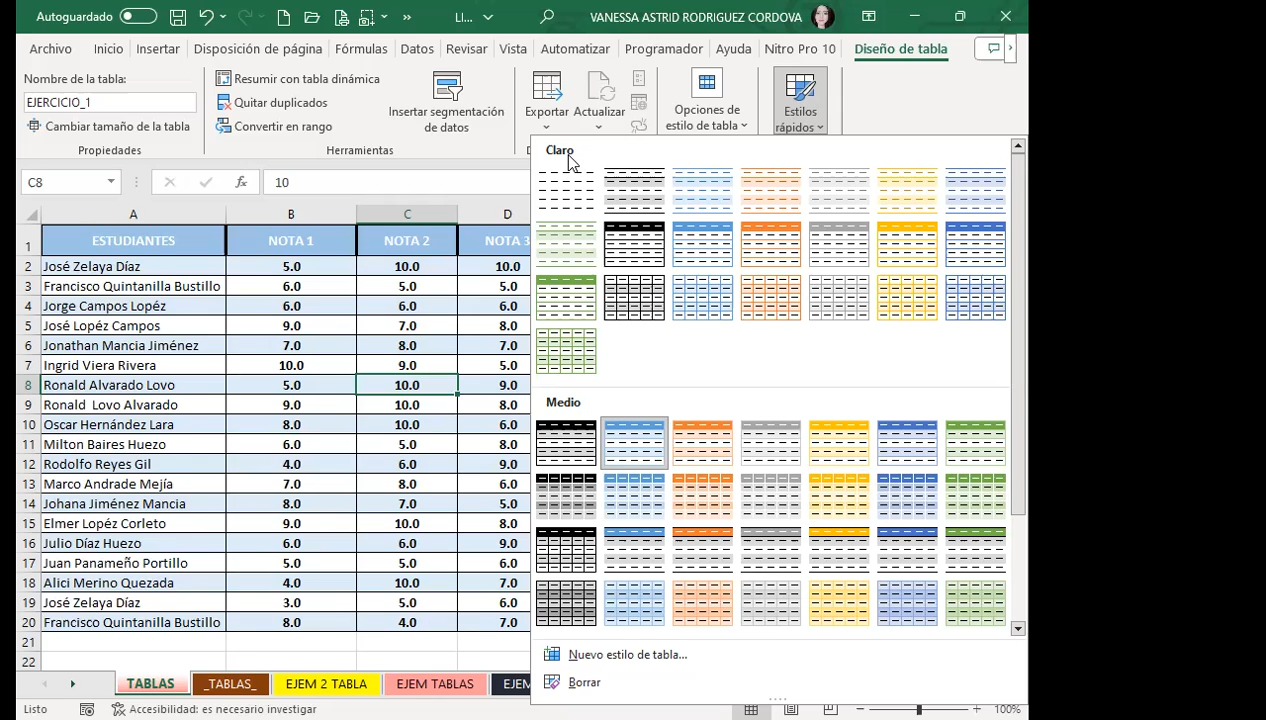 Autoguardado
LI...
VANESSA ASTRID RODRIGUEZ CORDOVA
Archivo Inicio Insertar Disposición de página Fórmulas Datos Revisar Vista Automatizar Programador Ayuda Nitro Pro 10 Diseño de tabla
Nombre de la tabla:
EJERCICIO_1
Cambiar tamaño de la tabla
Propiedades
Resumir con tabla dinámica
Quitar duplicados
Convertir en rango
Insertar segmentación
de datos
Herramientas
Exportar
Actualizar
Opciones de
estilo de tabla
Estilos
rápidos
C8
fx
10
Claro
Medio
Nuevo estilo de tabla...
Borrar
A B C D
1 ESTUDIANTES NOTA 1 NOTA 2 NOTA 3
2 José Zelaya Díaz 5.0 10.0 10.0
3 Francisco Quintanilla Bustillo 6.0 5.0 5.0
4 Jorge Campos Lopéz 6.0 6.0 6.0
5 José Lopéz Campos 9.0 7.0 8.0
6 Jonathan Mancia Jiménez 7.0 8.0 7.0
7 Ingrid Viera Rivera 10.0 9.0 5.0
8 Ronald Alvarado Lovo 5.0 10.0 9.0
9 Ronald Lovo Alvarado 9.0 10.0 8.0
10 Oscar Hernández Lara 8.0 10.0 6.0
11 Milton Baires Huezo 6.0 5.0 8.0
12 Rodolfo Reyes Gil 4.0 6.0 9.0
13 Marco Andrade Mejía 7.0 8.0 6.0
14 Johana Jiménez Mancia 8.0 7.0 5.0
15 Elmer Lopéz Corleto 9.0 10.0 8.0
16 Julio Díaz Huezo 6.0 6.0 9.0
17 Juan Panameño Portillo 5.0 5.0 6.0
18 Alici Merino Quezada 4.0 10.0 7.0
19 José Zelaya Díaz 3.0 5.0 6.0
20 Francisco Quintanilla Bustillo 8.0 4.0 7.0
21
22
TABLAS _TABLAS_ EJEM 2 TABLA EJEM TABLAS EJEM
Listo
Accesibilidad: es necesario investigar
100%